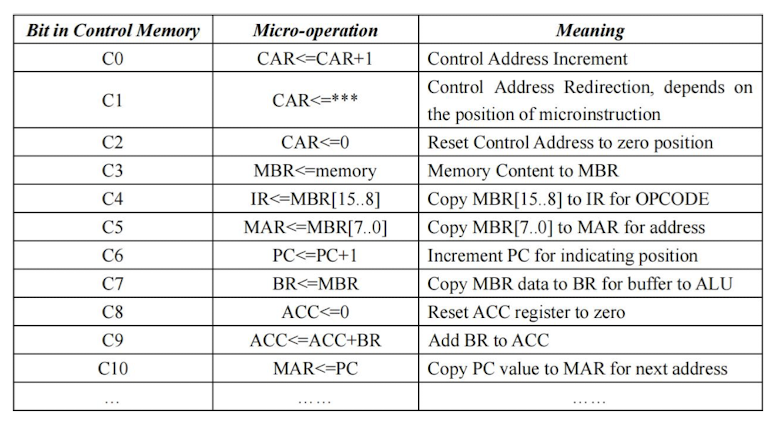 Bit in Control Memory Micro-operation Meaning
C0 CAR<=CAR+1 Control Address Increment
C1 CAR<=*** Control Address Redirection, depends on
the position of microinstruction
C2 CAR<=0 Reset Control Address to zero position
C3 MBR<=memory Memory Content to MBR
C4 IR<=MBR[15..8] Copy MBR[15..8] to IR for OPCODE
C5 MAR<=MBR[7..0] Copy MBR[7..0] to MAR for address
C6 PC<=PC+1 Increment PC for indicating position
C7 BR<=MBR Copy MBR data to BR for buffer to ALU
C8 ACC<=0 Reset ACC register to zero
C9 ACC<=ACC+BR Add BR to ACC
C10 MAR<=PC Copy PC value to MAR for next address
… …… ……